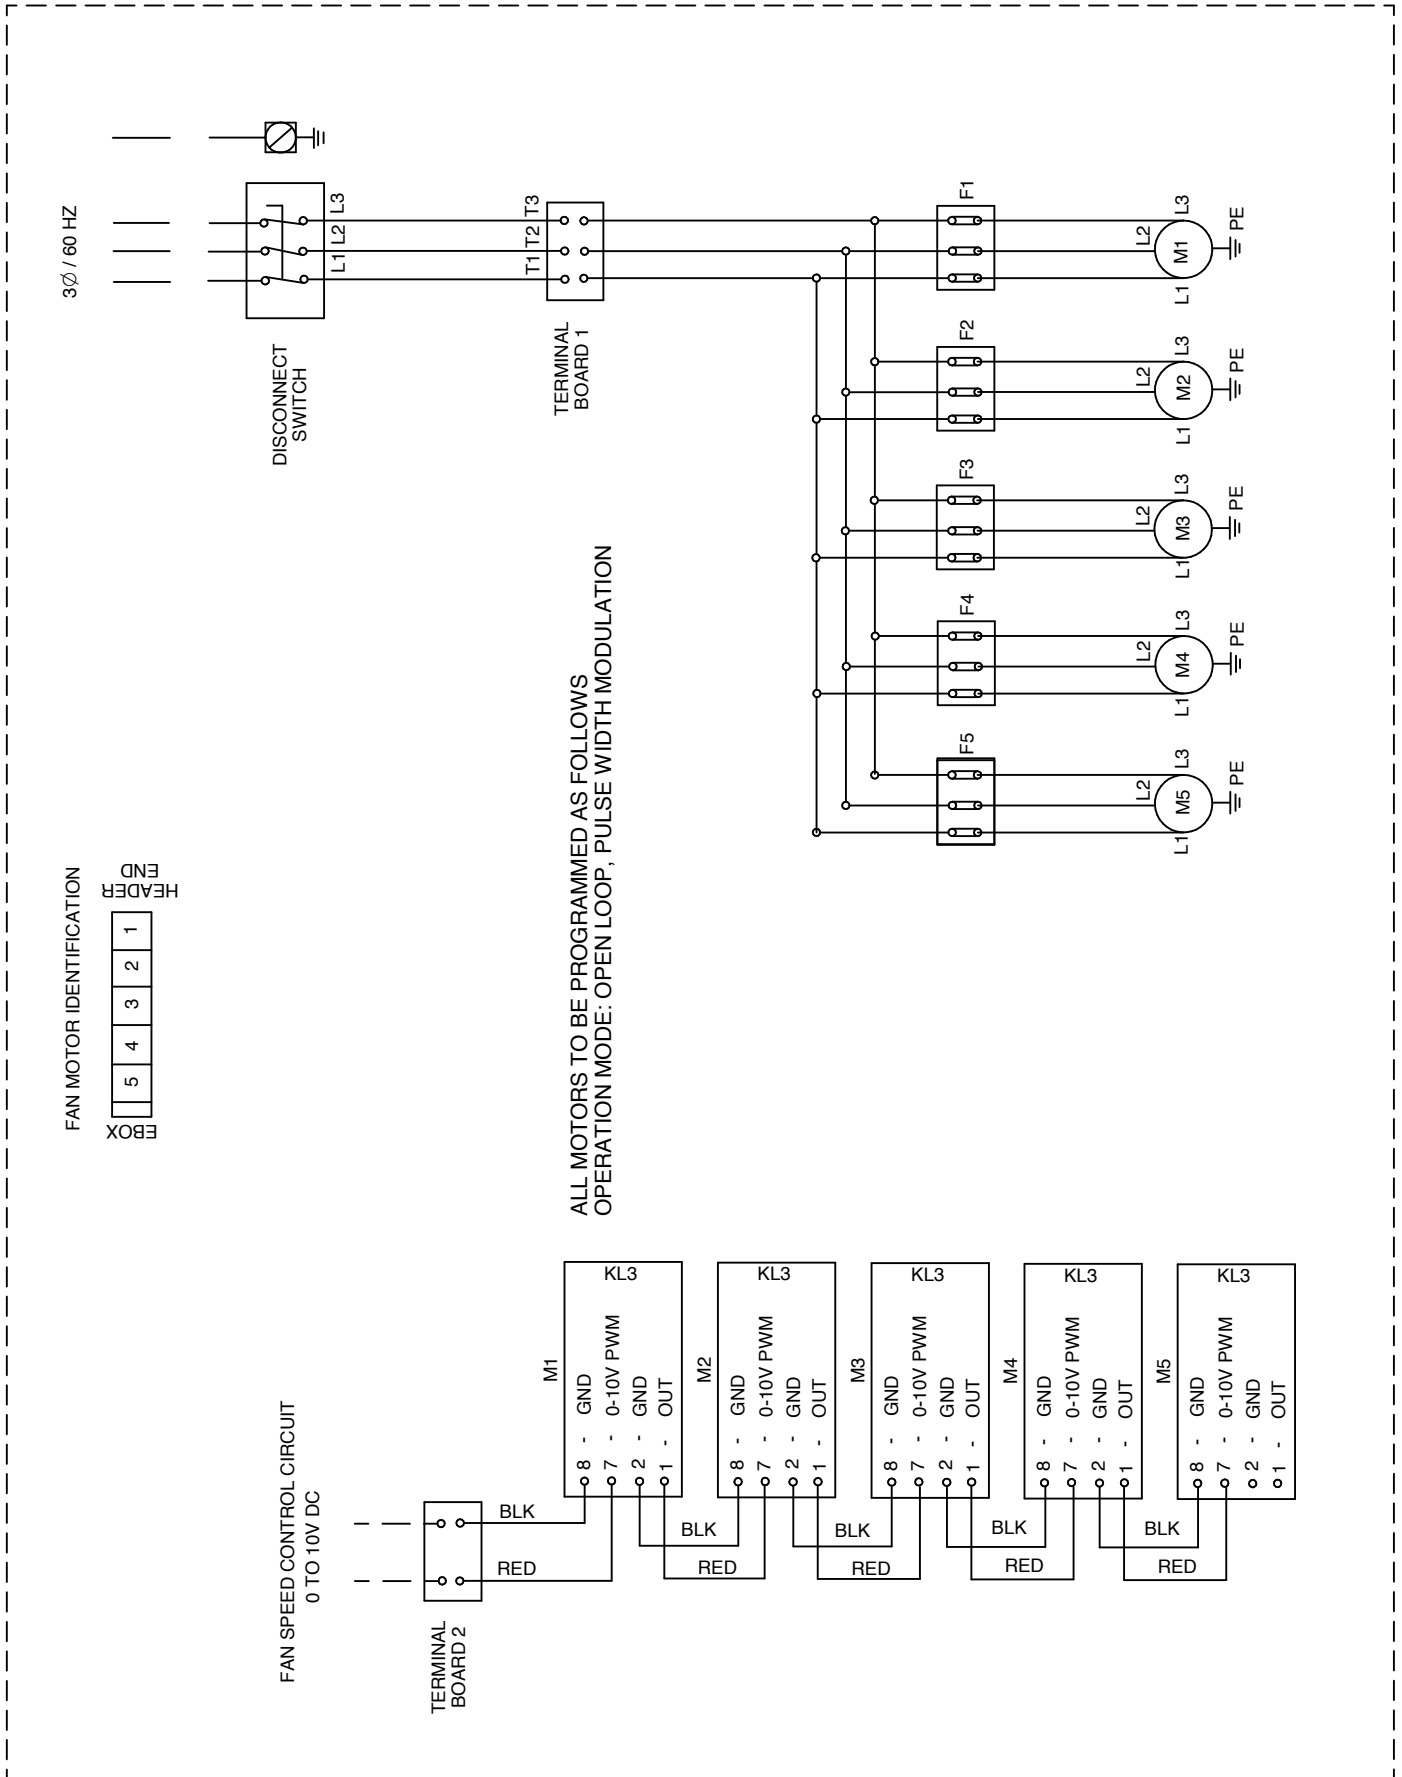 3Ø / 60 HZ
DISCONNECT
SWITCH
L3
L2
L1
T3
T2
T1
TERMINAL
BOARD 1
F1
L3
L2
M1
L1
PE
F2
L3
L2
M2
L1
PE
F3
L3
L2
M3
L1
PE
F4
L3
L2
M4
L1
PE
F5
L3
L2
M5
L1
PE
FAN MOTOR IDENTIFICATION
EBOX
5
4
3
2
1
HEADER
END
ALL MOTORS TO BE PROGRAMMED AS FOLLOWS
OPERATION MODE: OPEN LOOP, PULSE WIDTH MODULATION
FAN SPEED CONTROL CIRCUIT
0 TO 10V DC
TERMINAL
BOARD 2
BLK
RED
M1
KL3
8 - GND
7 - 0-10V PWM
2 - GND
1 - OUT
BLK
RED
M2
KL3
8 - GND
7 - 0-10V PWM
2 - GND
1 - OUT
BLK
RED
M3
KL3
8 - GND
7 - 0-10V PWM
2 - GND
1 - OUT
BLK
RED
M4
KL3
8 - GND
7 - 0-10V PWM
2 - GND
1 - OUT
BLK
RED
M5
KL3
8 - GND
7 - 0-10V PWM
2 - GND
1 - OUT